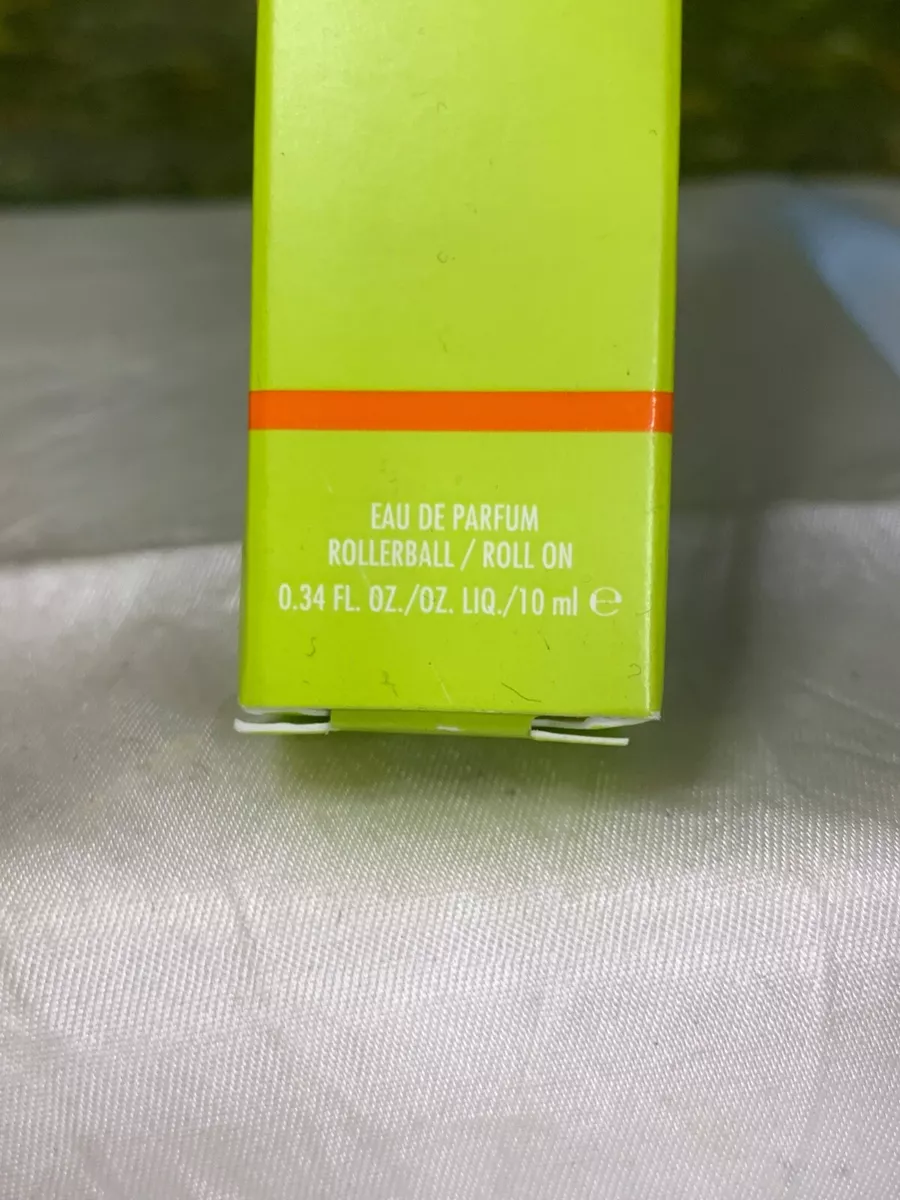 EAU DE PARFUM
ROLLERBALL / ROLL ON
0.34 FL. OZ./OZ. LIQ./10 ml ℮